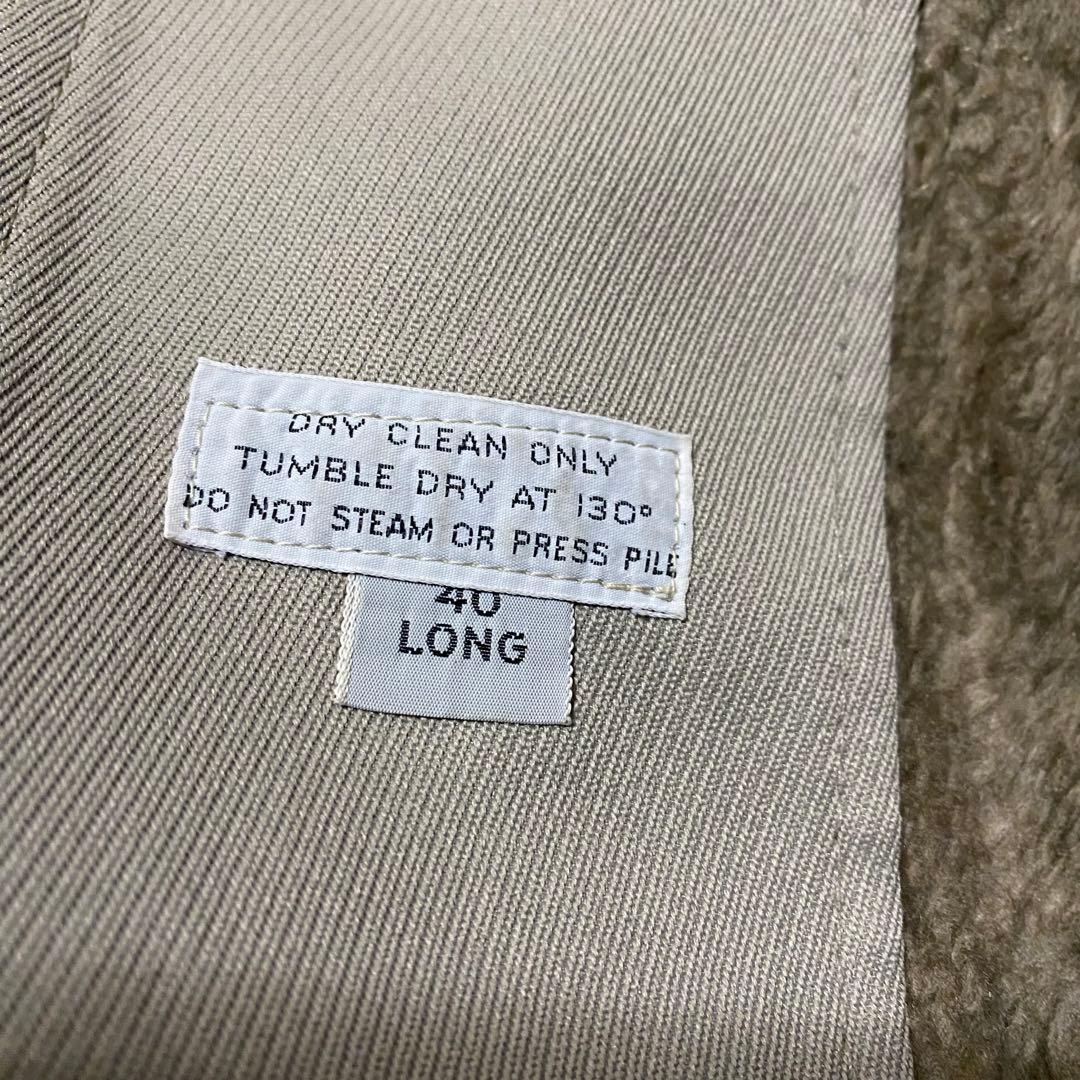 DRY CLEAN ONLY
TUMBLE DRY AT 130°
DO NOT STEAM OR PRESS PILE
40
LONG